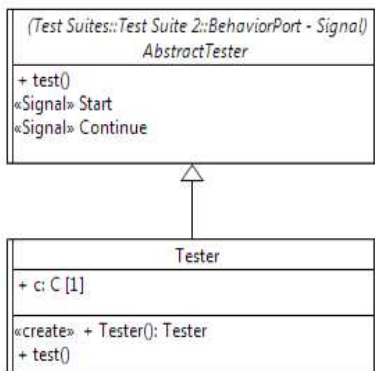 (Test Suites::Test Suite 2::BehaviorPort - Signal)
AbstractTester
+ test()
«Signal» Start
«Signal» Continue
Tester
+ c: C [1]
«create» + Tester(): Tester
+ test()